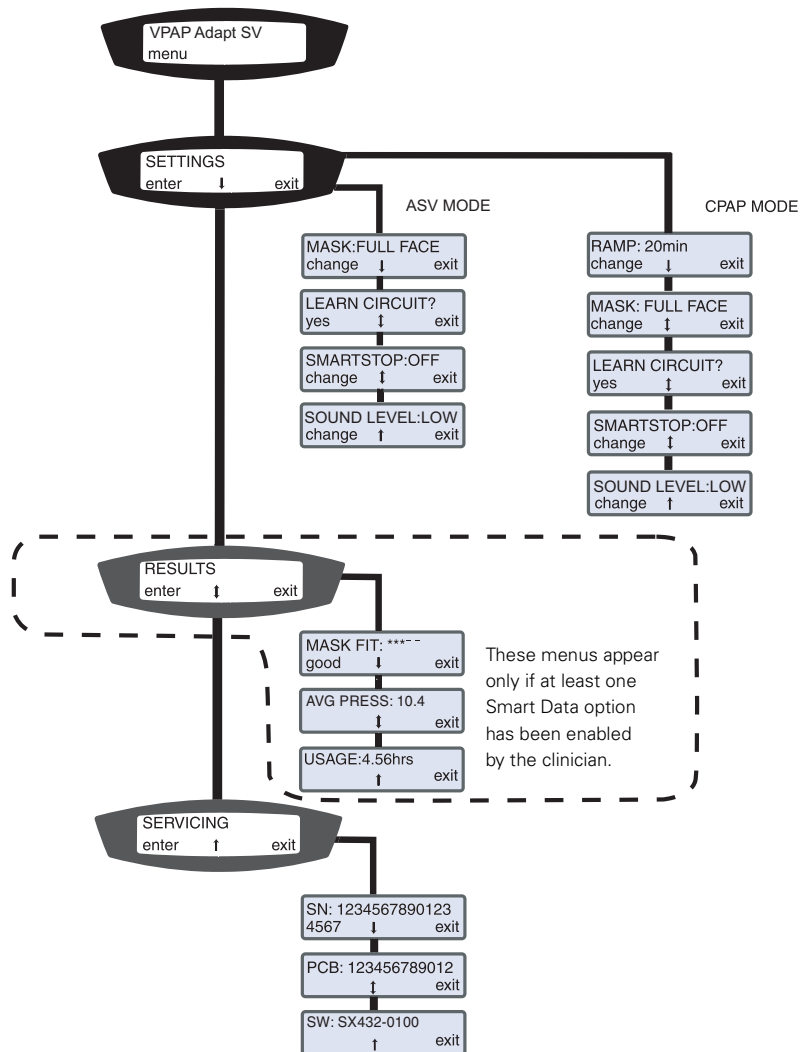 VPAP Adapt SV
menu
SETTINGS
enter ↓ exit
ASV MODE
MASK:FULL FACE
change ↓ exit
LEARN CIRCUIT?
yes ↕ exit
SMARTSTOP:OFF
change ↕ exit
SOUND LEVEL:LOW
change ↑ exit
CPAP MODE
RAMP: 20min
change ↓ exit
MASK: FULL FACE
change ↕ exit
LEARN CIRCUIT?
yes ↕ exit
SMARTSTOP:OFF
change ↕ exit
SOUND LEVEL:LOW
change ↑ exit
RESULTS
enter ↕ exit
MASK FIT: ***--
good ↓ exit
AVG PRESS: 10.4
↕ exit
USAGE:4.56hrs
↑ exit
These menus appear
only if at least one
Smart Data option
has been enabled
by the clinician.
SERVICING
enter ↑ exit
SN: 1234567890123
4567 ↓ exit
PCB: 123456789012
↕ exit
SW: SX432-0100
↑ exit